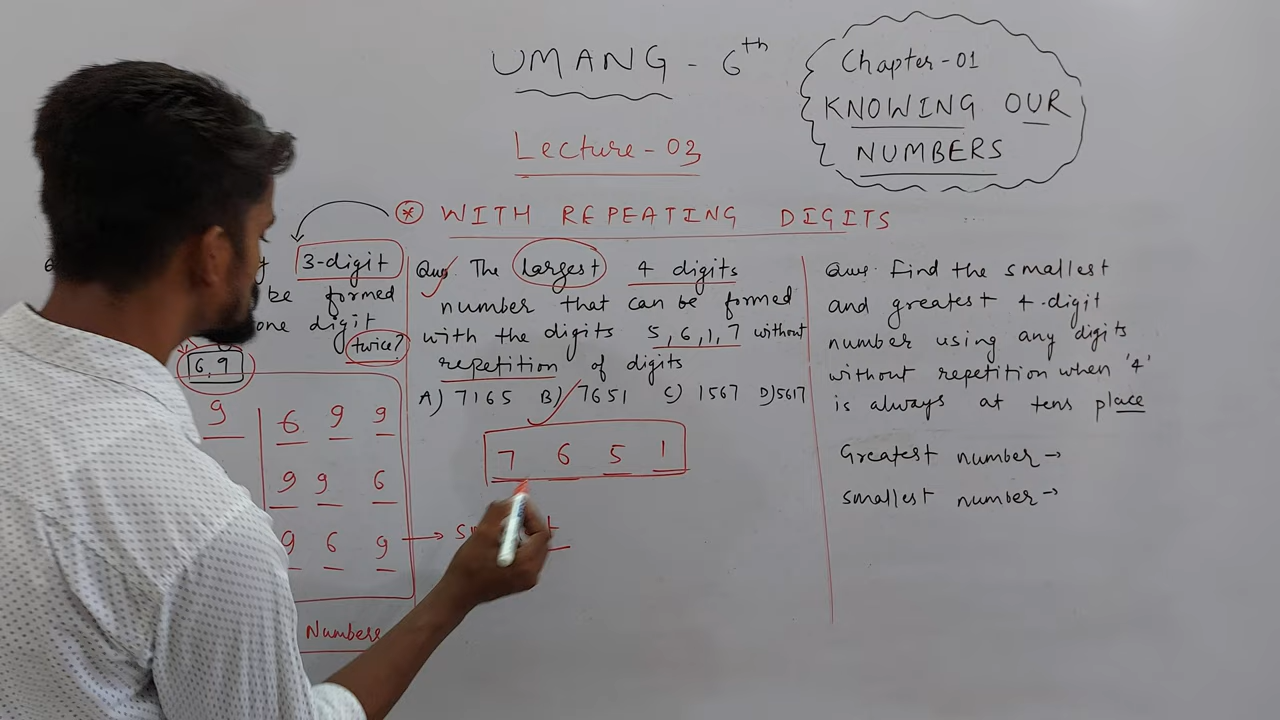 UMANG - 6th
Chapter-01
KNOWING OUR
NUMBERS
Lecture-03
* WITH REPEATING DIGITS
3-digit
be formed
one digit
twice?
6,9
9
6 9 9
9 9 6
9 6 9
Numbers
Ques. The largest 4 digits
number that can be formed
with the digits 5,6,1,7 without
repetition of digits
A) 7165 B) 7651 C) 1567 D) 5617
7 6 5 1
Ques. Find the smallest
and greatest 4-digit
number using any digits
without repetition when '4'
is always at tens place
Greatest number→
smallest number→